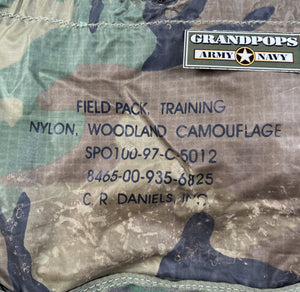 GRANDPOPS
ARMY NAVY
FIELD PACK, TRAINING
NYLON, WOODLAND CAMOUFLAGE
SPO100-97-C-5012
8465-00-935-6825
C. R. DANIELS, INC.